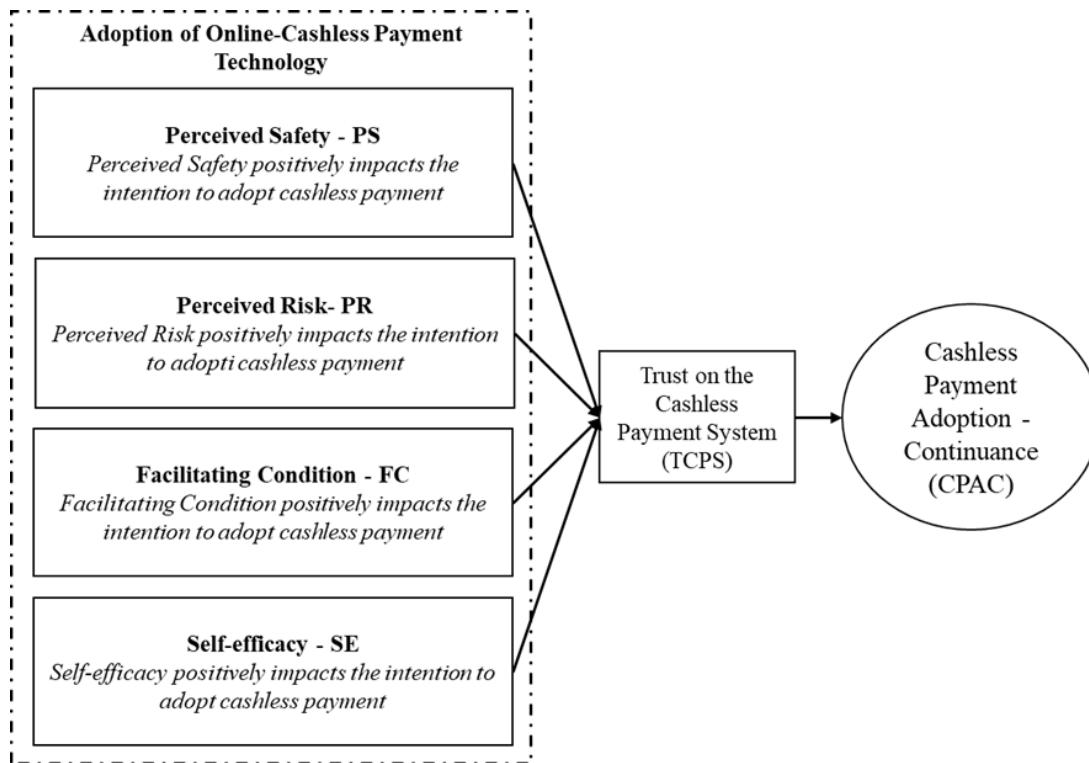 Adoption of Online-Cashless Payment
Technology
Perceived Safety - PS
Perceived Safety positively impacts the
intention to adopt cashless payment
Perceived Risk- PR
Perceived Risk positively impacts the intention
to adopti cashless payment
Facilitating Condition - FC
Facilitating Condition positively impacts the
intention to adopt cashless payment
Self-efficacy - SE
Self-efficacy positively impacts the intention to
adopt cashless payment
Trust on the
Cashless
Payment System
(TCPS)
Cashless
Payment
Adoption -
Continuance
(CPAC)